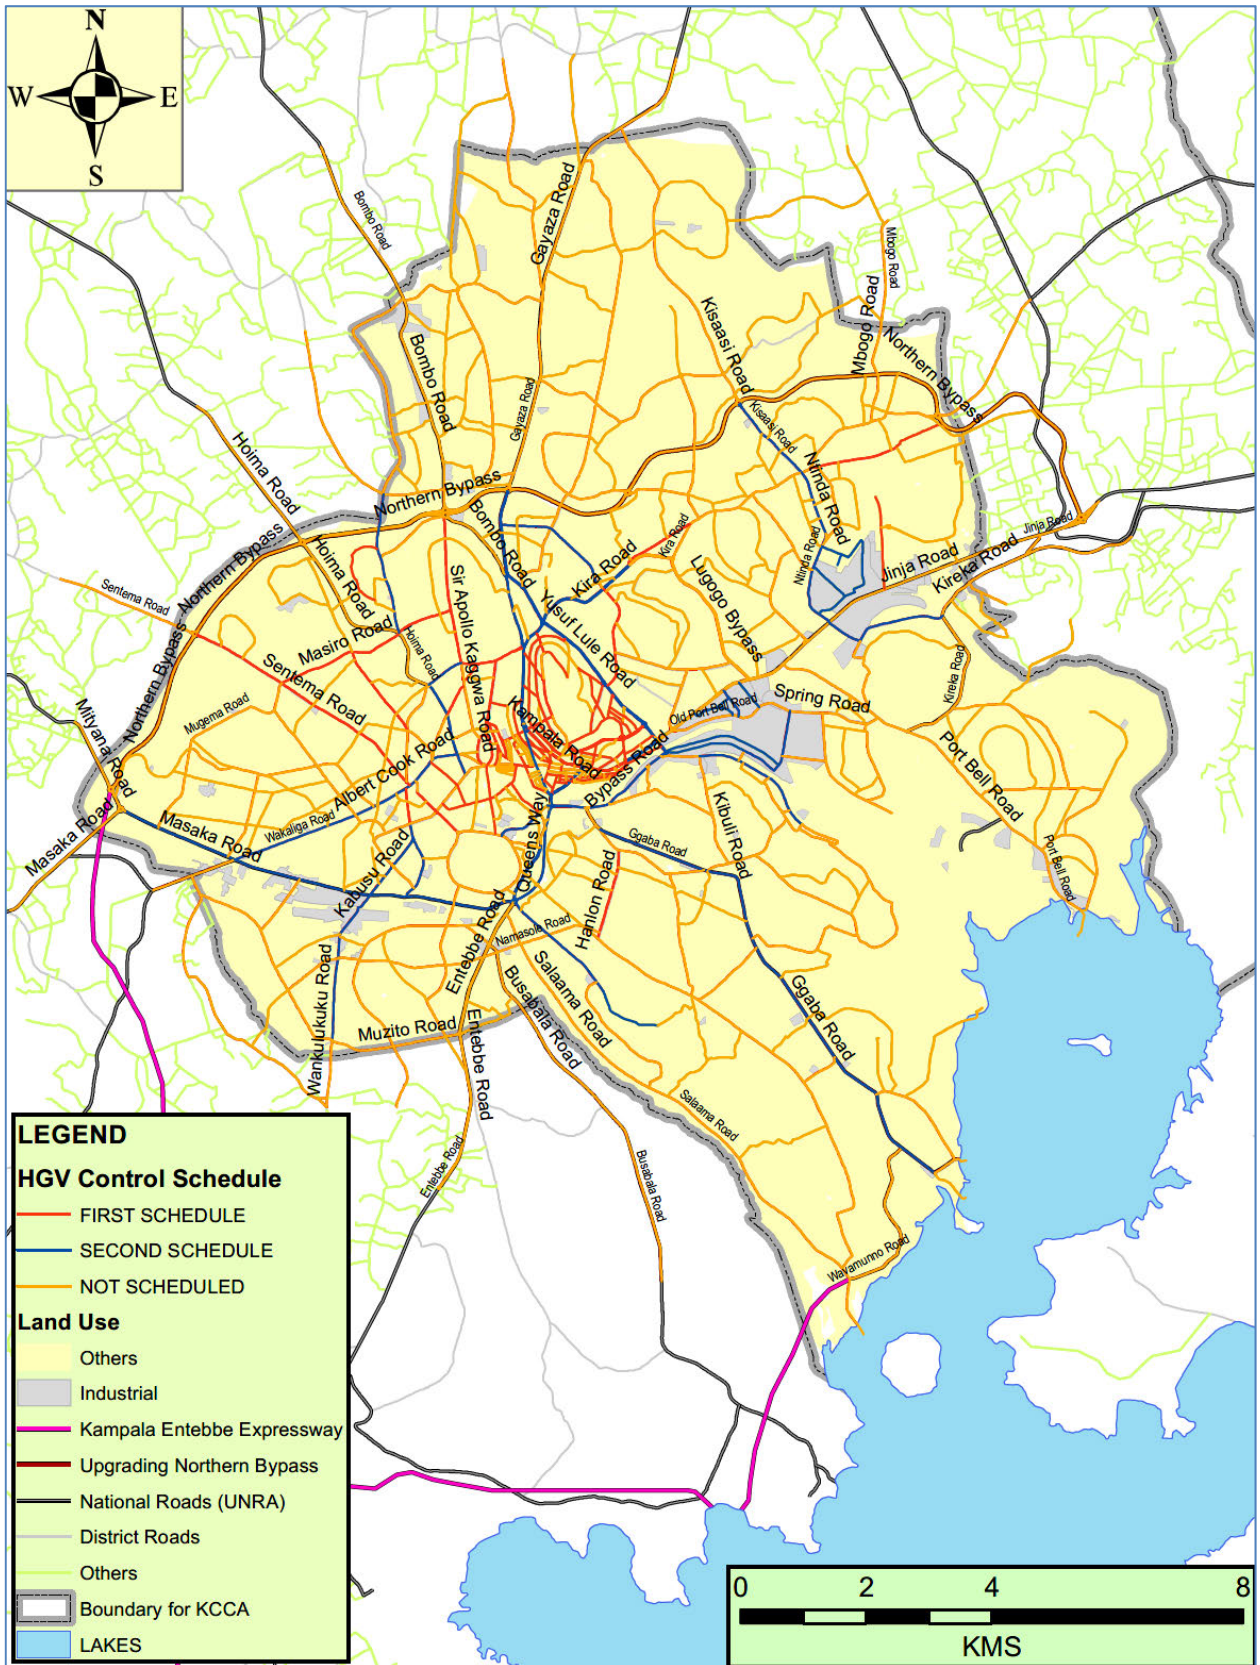 N
W
E
S
Bombo Road
Gayaza Road
Mbogo Road
Mbogo Road
Kisaasi Road
Northern Bypass
Bombo Road
Gayaza Road
Kisaasi Road
Hoima Road
Ntinda Road
Northern Bypass
Bombo Road
Northern Bypass
Hoima Road
Kira Road
Kira Road
Ntinda Road
Jinja Road
Jinja Road
Kireka Road
Sentema Road
Sir Apollo Kaggwa Road
Yusuf Lule Road
Lugogo Bypass
Masiro Road
Hoima Road
Northern Bypass
Sentema Road
Kireka Road
Mugema Road
Kampala Road
Old Port Bell Road
Spring Road
Mityana Road
Albert Cook Road
Bypass Road
Port Bell Road
Masaka Road
Masaka Road
Wakaliga Road
Queens Way
Kibuli Road
Ggaba Road
Port Bell Road
Kabusu Road
Hanlon Road
Namasole Road
Entebbe Road
Salaama Road
Wankulukuku Road
Muzito Road
Busabala Road
Ggaba Road
Entebbe Road
Salaama Road
Entebbe Road
Busabala Road
Wavamunno Road
LEGEND
HGV Control Schedule
FIRST SCHEDULE
SECOND SCHEDULE
NOT SCHEDULED
Land Use
Others
Industrial
Kampala Entebbe Expressway
Upgrading Northern Bypass
National Roads (UNRA)
District Roads
Others
Boundary for KCCA
LAKES
0 2 4 8
KMS